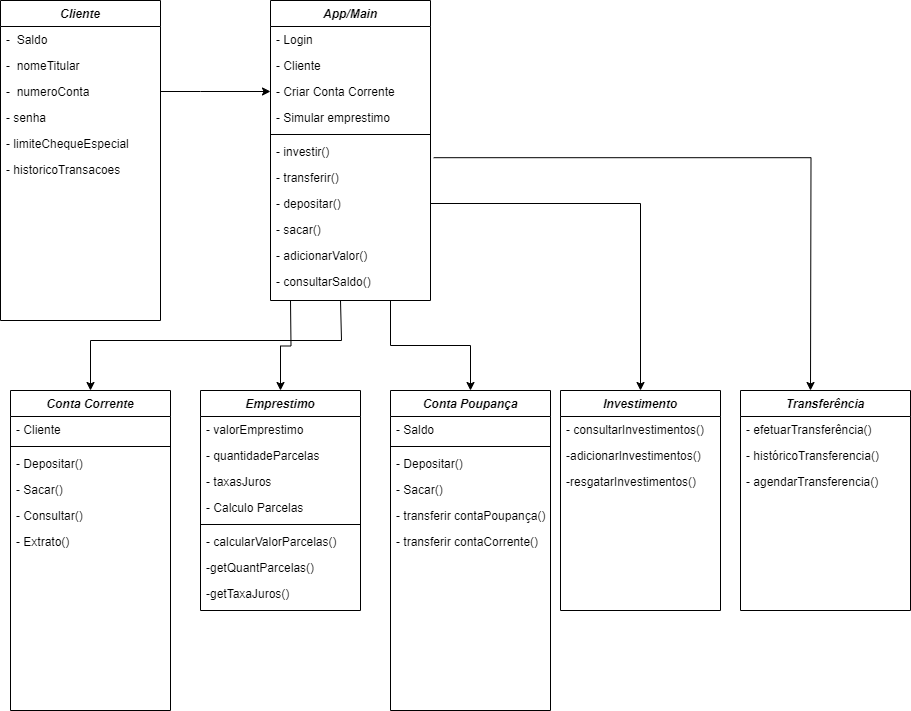 Cliente
- Saldo
- nomeTitular
- numeroConta
- senha
- limiteChequeEspecial
- historicoTransacoes
App/Main
- Login
- Cliente
- Criar Conta Corrente
- Simular emprestimo
- investir()
- transferir()
- depositar()
- sacar()
- adicionarValor()
- consultarSaldo()
Conta Corrente
- Cliente
- Depositar()
- Sacar()
- Consultar()
- Extrato()
Emprestimo
- valorEmprestimo
- quantidadeParcelas
- taxasJuros
- Calculo Parcelas
- calcularValorParcelas()
-getQuantParcelas()
-getTaxaJuros()
Conta Poupança
- Saldo
- Depositar()
- Sacar()
- transferir contaPoupança()
- transferir contaCorrente()
Investimento
- consultarInvestimentos()
-adicionarInvestimentos()
-resgatarInvestimentos()
Transferência
- efetuarTransferência()
- históricoTransferencia()
- agendarTransferencia()